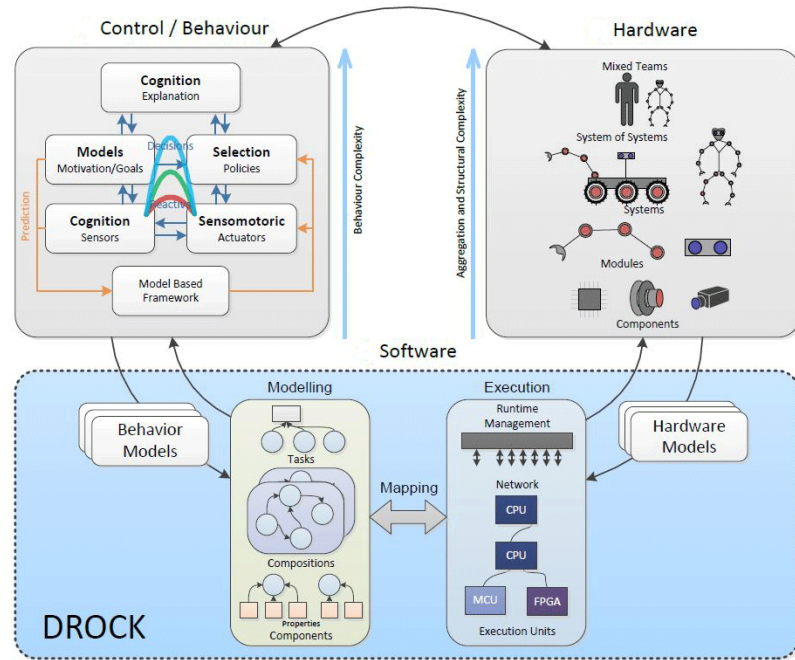 Control / Behaviour
Hardware
Cognition
Explanation
Models
Motivation/Goals
Decisions
Selection
Policies
Reactive
Cognition
Sensors
Sensomotoric
Actuators
Prediction
Model Based
Framework
Behaviour Complexity
Aggregation and Structural Complexity
Mixed Teams
System of Systems
Systems
Modules
Components
Software
Modelling
Execution
Behavior
Models
Tasks
Compositions
Properties
Components
Mapping
Runtime
Management
Network
CPU
CPU
MCU
FPGA
Execution Units
Hardware
Models
DROCK